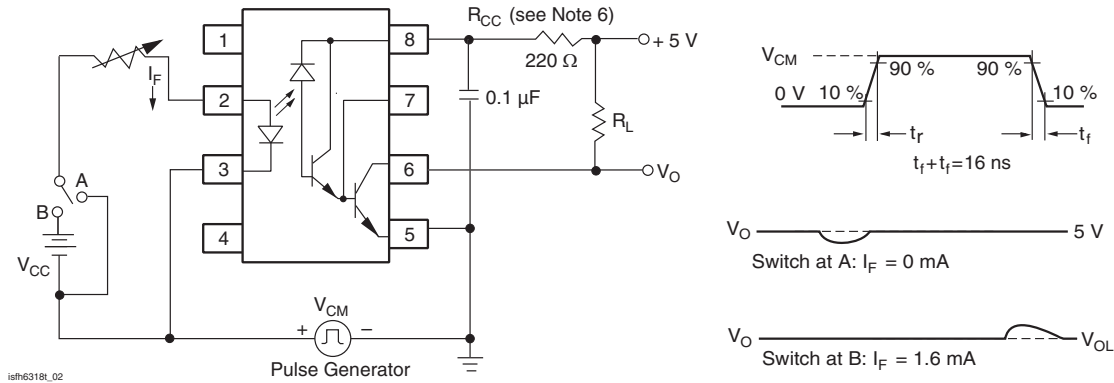 R_CC (see Note 6)
1
8
+ 5 V
220 Ω
I_F
2
7
0.1 µF
R_L
3
6
V_O
A
B
4
5
V_CC
V_CM
+
–
Pulse Generator
isfh6318t_02
V_CM
90 %
90 %
0 V
10 %
10 %
t_r
t_f
t_f+t_f=16 ns
V_O
5 V
Switch at A: I_F = 0 mA
V_O
V_OL
Switch at B: I_F = 1.6 mA